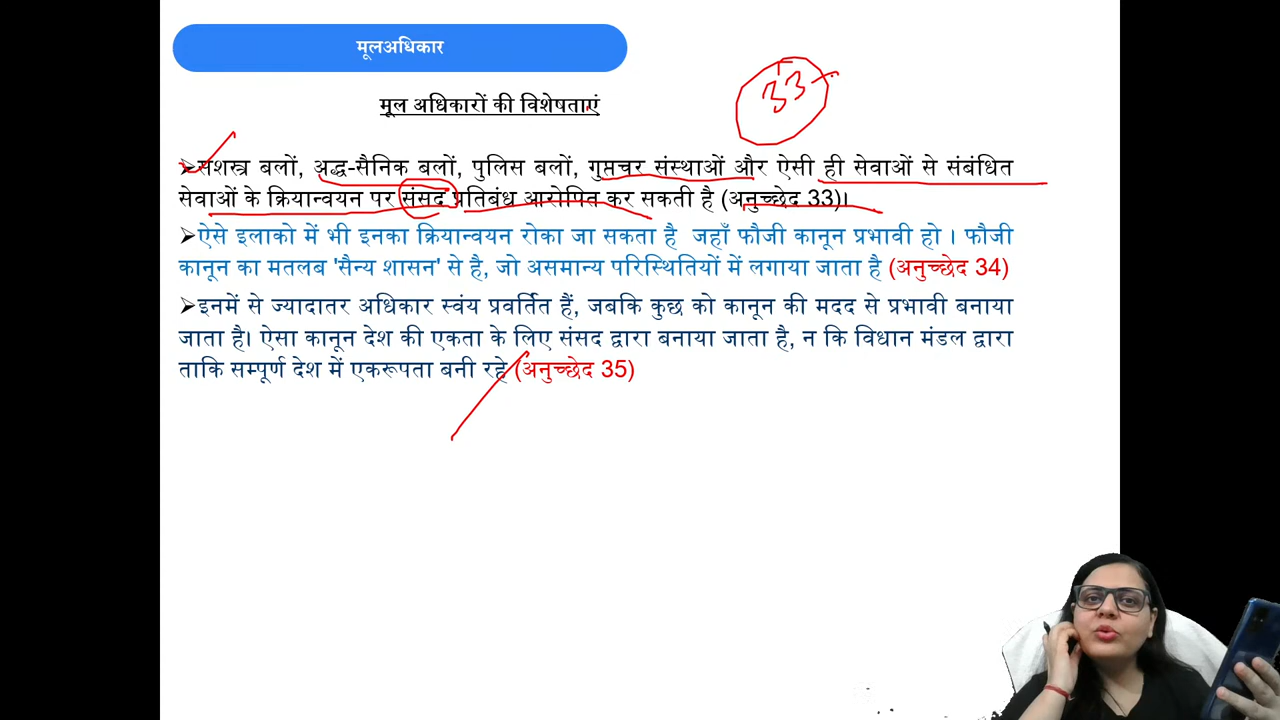 मूलअधिकार
33
मूल अधिकारों की विशेषताएं
➢सशस्त्र बलों, अद्ध-सैनिक बलों, पुलिस बलों, गुप्तचर संस्थाओं और ऐसी ही सेवाओं से संबंधित
सेवाओं के क्रियान्वयन पर संसद प्रतिबंध आरोपित कर सकती है (अनुच्छेद 33)।
➢ऐसे इलाको में भी इनका क्रियान्वयन रोका जा सकता है जहाँ फौजी कानून प्रभावी हो । फौजी
कानून का मतलब 'सैन्य शासन' से है, जो असमान्य परिस्थितियों में लगाया जाता है (अनुच्छेद 34)
➢इनमें से ज्यादातर अधिकार स्वंय प्रवर्तित हैं, जबकि कुछ को कानून की मदद से प्रभावी बनाया
जाता है। ऐसा कानून देश की एकता के लिए संसद द्वारा बनाया जाता है, न कि विधान मंडल द्वारा
ताकि सम्पूर्ण देश में एकरूपता बनी रहे (अनुच्छेद 35)